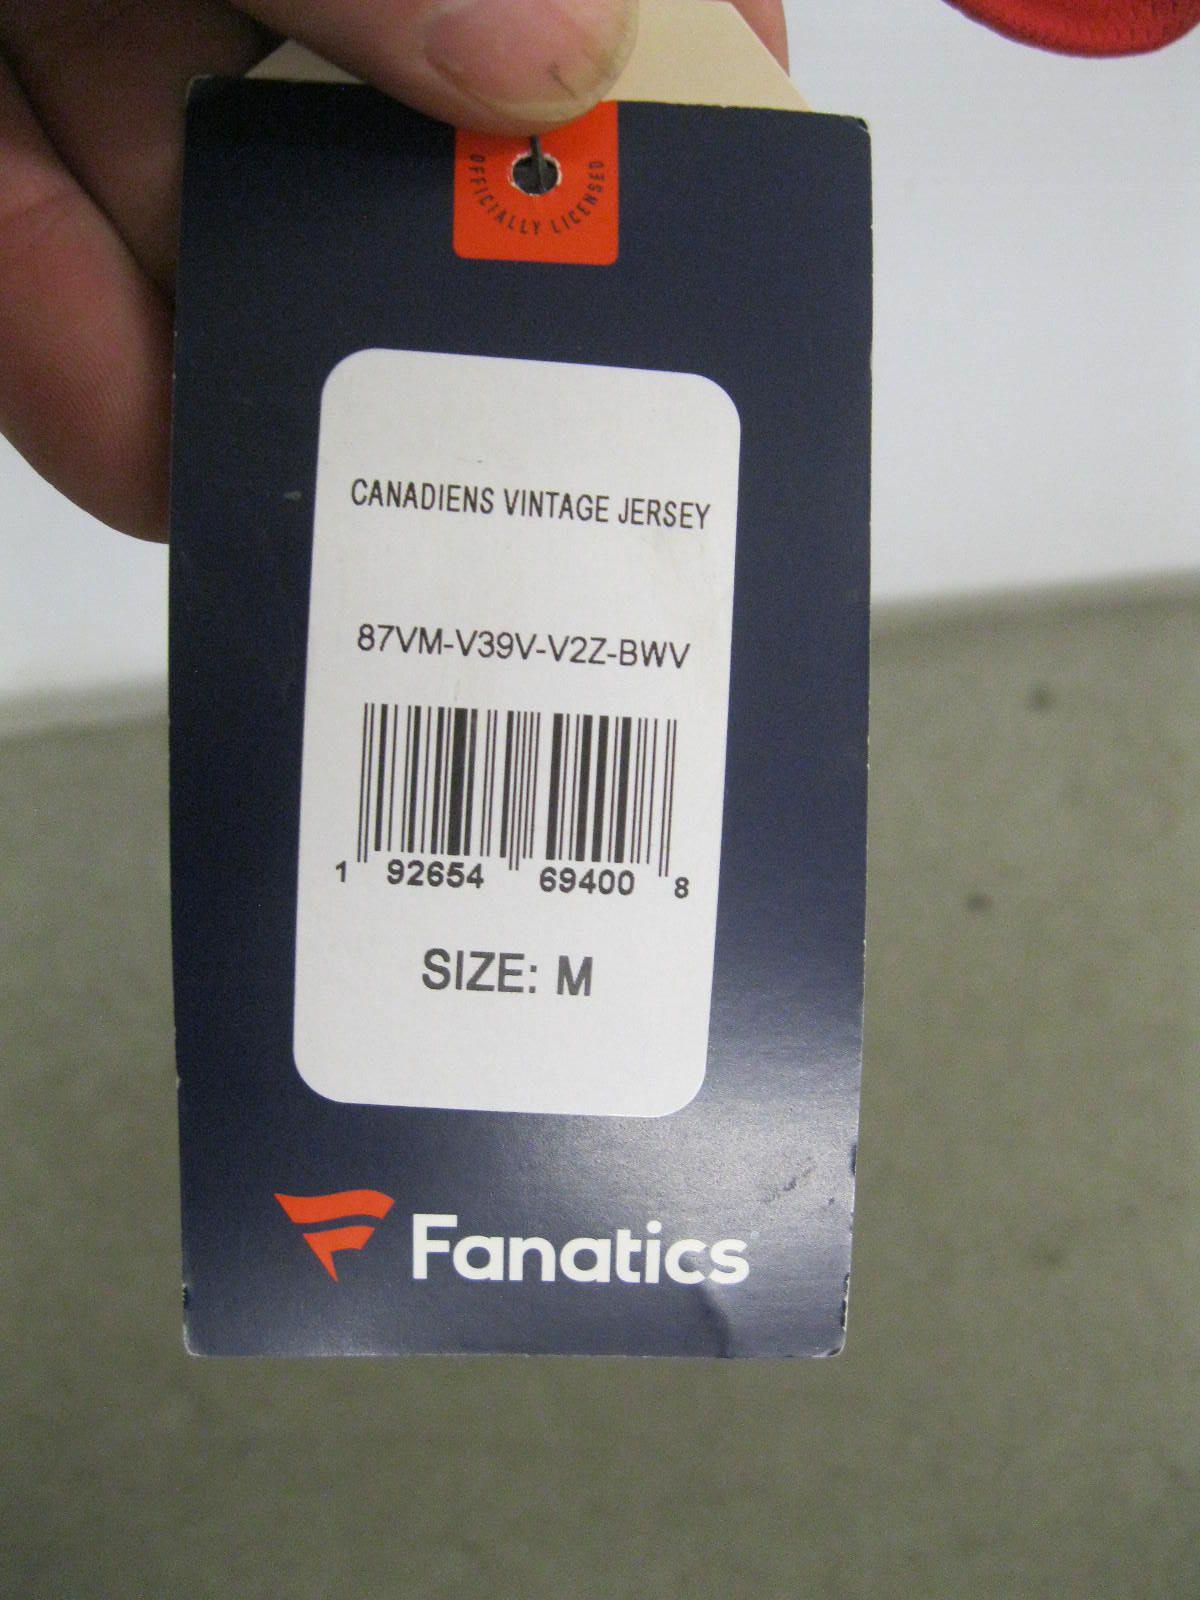 OFFICIALLY LICENSED
CANADIENS VINTAGE JERSEY
87VM-V39V-V2Z-BWV
1 92654 69400 8
SIZE: M
Fanatics